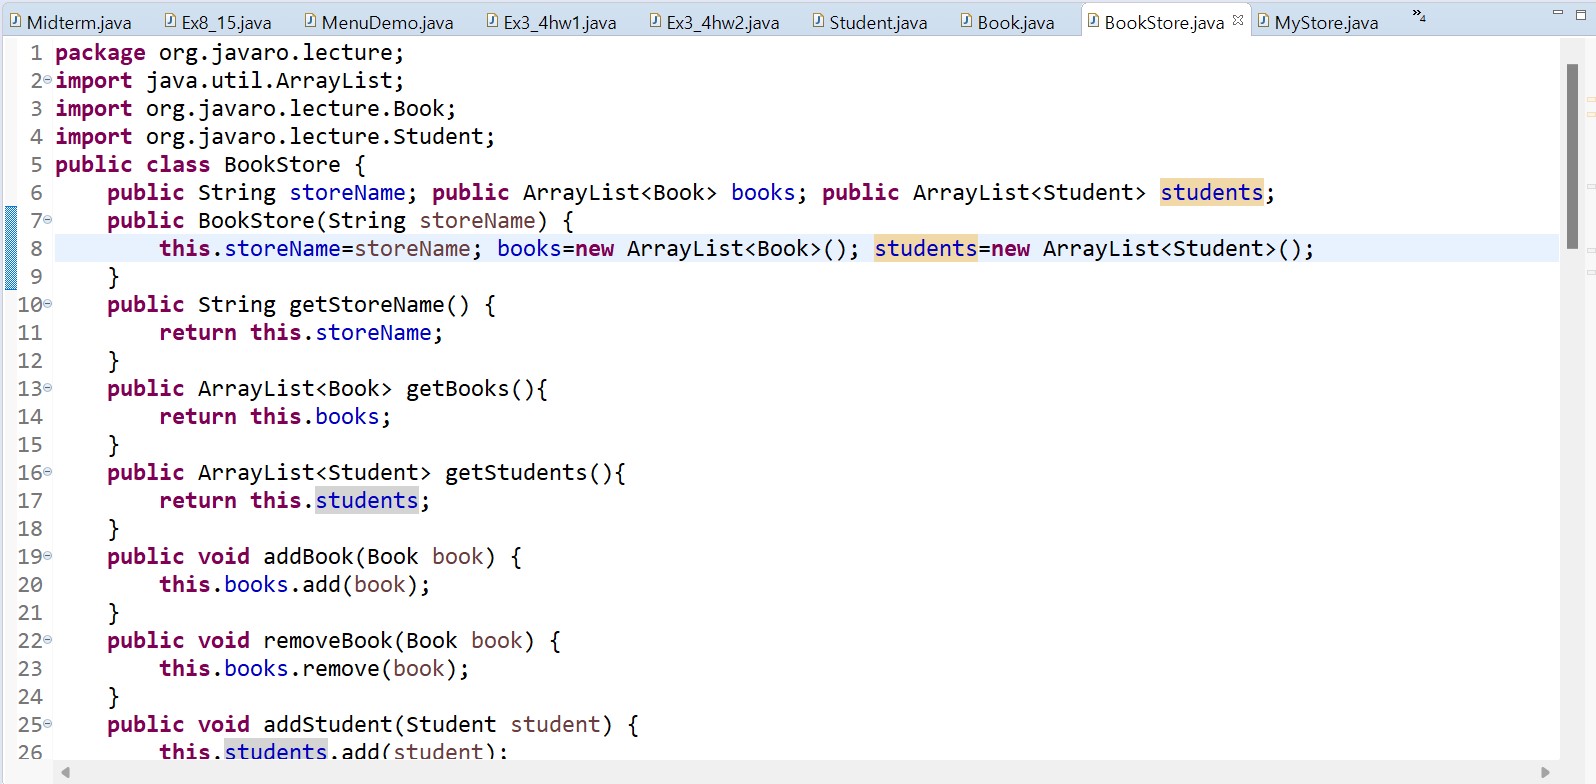 Midterm.java Ex8_15.java MenuDemo.java Ex3_4hw1.java Ex3_4hw2.java Student.java Book.java BookStore.java MyStore.java »4
1 package org.javaro.lecture;
2 import java.util.ArrayList;
3 import org.javaro.lecture.Book;
4 import org.javaro.lecture.Student;
5 public class BookStore {
6     public String storeName; public ArrayList<Book> books; public ArrayList<Student> students;
7     public BookStore(String storeName) {
8         this.storeName=storeName; books=new ArrayList<Book>(); students=new ArrayList<Student>();
9     }
10     public String getStoreName() {
11         return this.storeName;
12     }
13     public ArrayList<Book> getBooks(){
14         return this.books;
15     }
16     public ArrayList<Student> getStudents(){
17         return this.students;
18     }
19     public void addBook(Book book) {
20         this.books.add(book);
21     }
22     public void removeBook(Book book) {
23         this.books.remove(book);
24     }
25     public void addStudent(Student student) {
26         this.students.add(student);